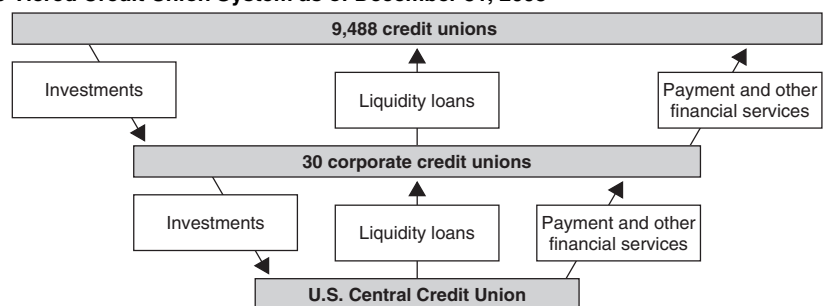 9,488 credit unions
Investments
Liquidity loans
Payment and other
financial services
30 corporate credit unions
Investments
Liquidity loans
Payment and other
financial services
U.S. Central Credit Union